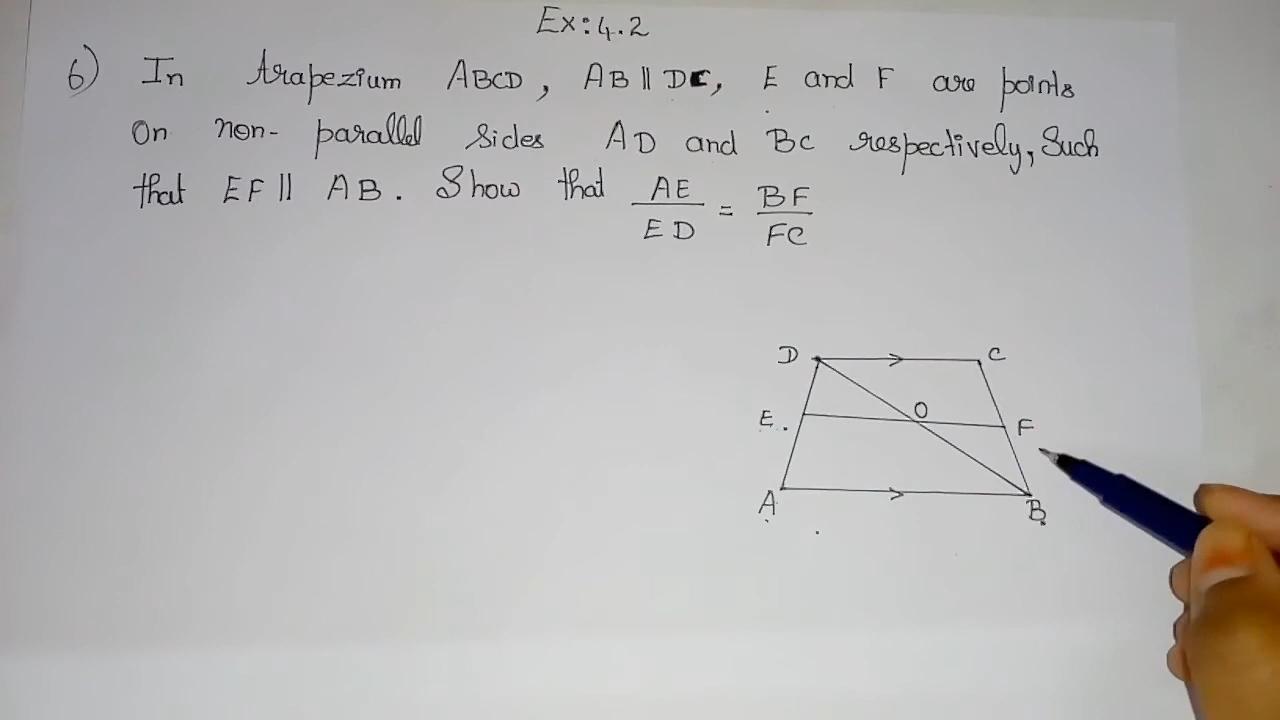 Ex: 4.2
6) In trapezium ABCD, AB || DC, E and F are points
On non-parallel sides AD and BC respectively, Such
that EF || AB. Show that AE/ED = BF/FC
D C
E. O F
A B